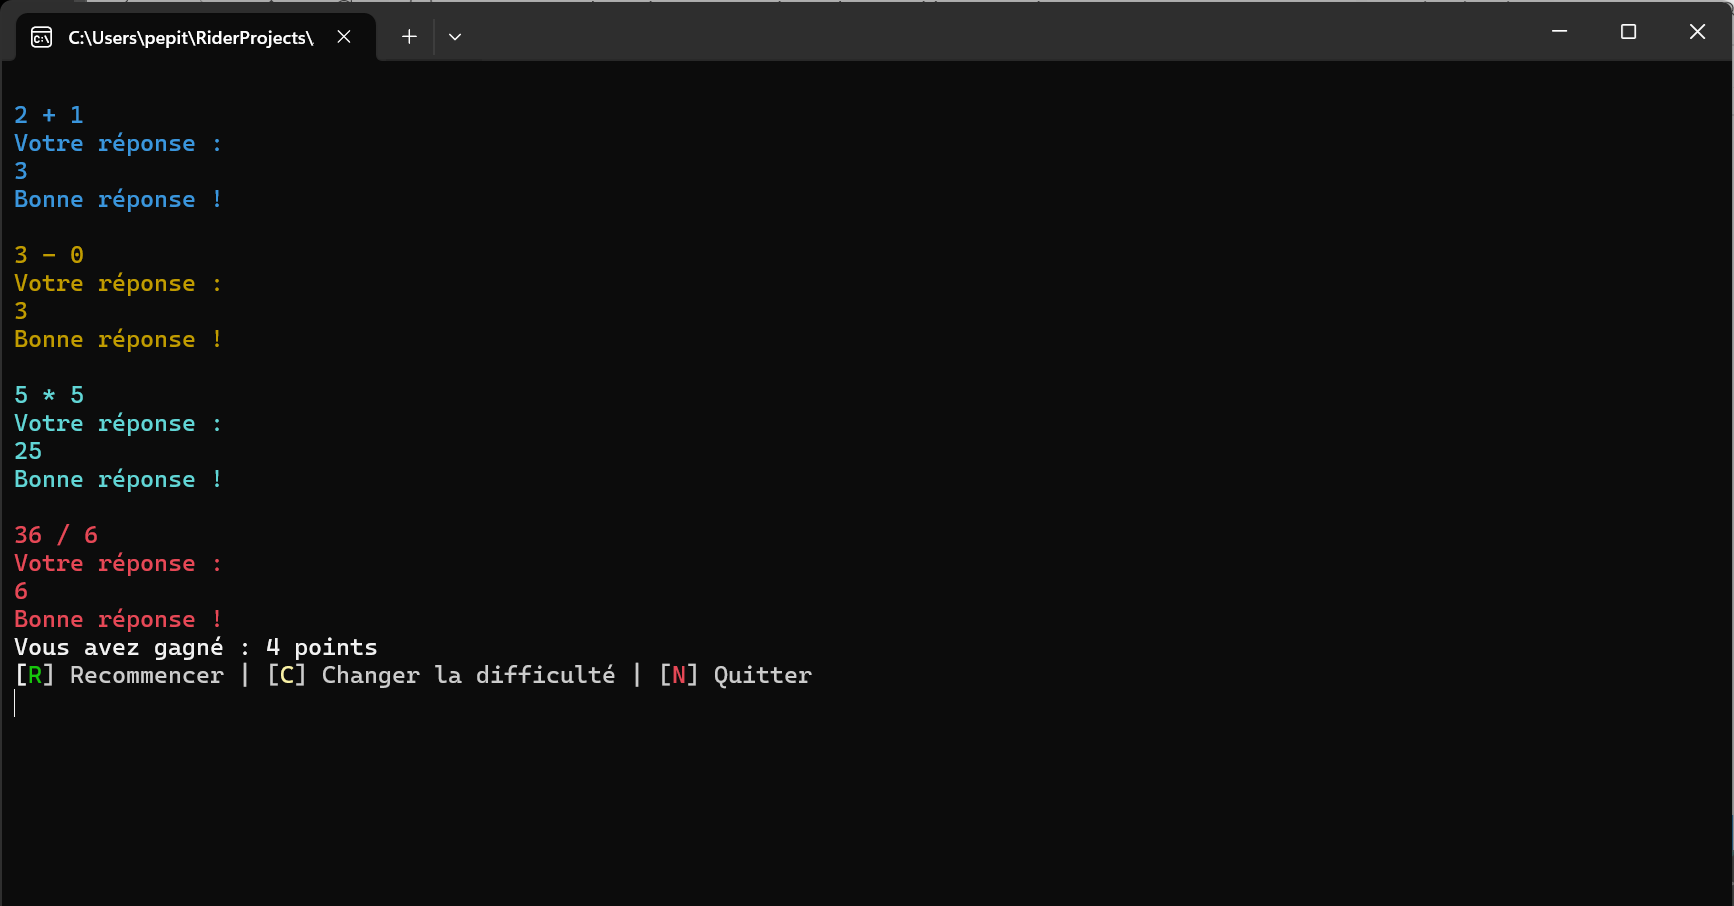 C:\Users\pepit\RiderProjects\
2 + 1
Votre réponse :
3
Bonne réponse !
3 - 0
Votre réponse :
3
Bonne réponse !
5 * 5
Votre réponse :
25
Bonne réponse !
36 / 6
Votre réponse :
6
Bonne réponse !
Vous avez gagné : 4 points
[R] Recommencer | [C] Changer la difficulté | [N] Quitter